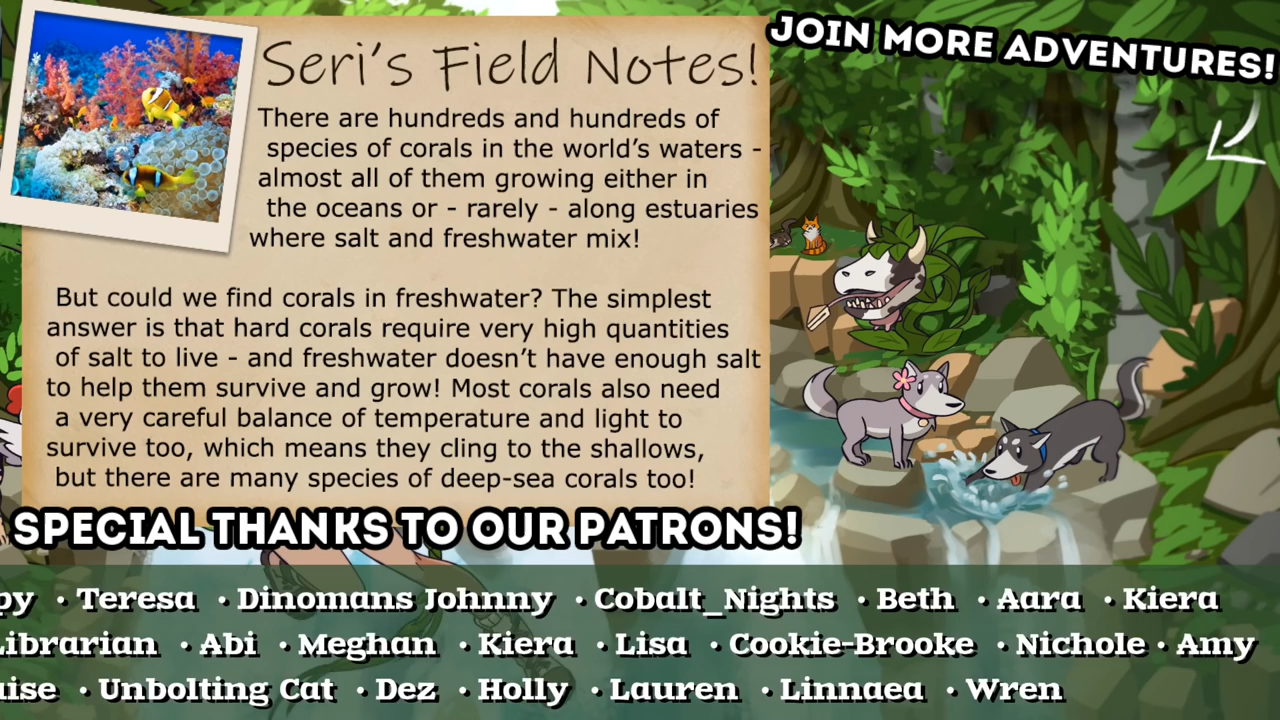 Seri's Field Notes!
There are hundreds and hundreds of
species of corals in the world's waters -
almost all of them growing either in
the oceans or - rarely - along estuaries
where salt and freshwater mix!
But could we find corals in freshwater? The simplest
answer is that hard corals require very high quantities
of salt to live - and freshwater doesn't have enough salt
to help them survive and grow! Most corals also need
a very careful balance of temperature and light to
survive too, which means they cling to the shallows,
but there are many species of deep-sea corals too!
JOIN MORE ADVENTURES!
SPECIAL THANKS TO OUR PATRONS!
py • Teresa • Dinomans Johnny • Cobalt_Nights • Beth • Aara • Kiera
Librarian • Abi • Meghan • Kiera • Lisa • Cookie-Brooke • Nichole • Amy
uise • Unbolting Cat • Dez • Holly • Lauren • Linnaea • Wren